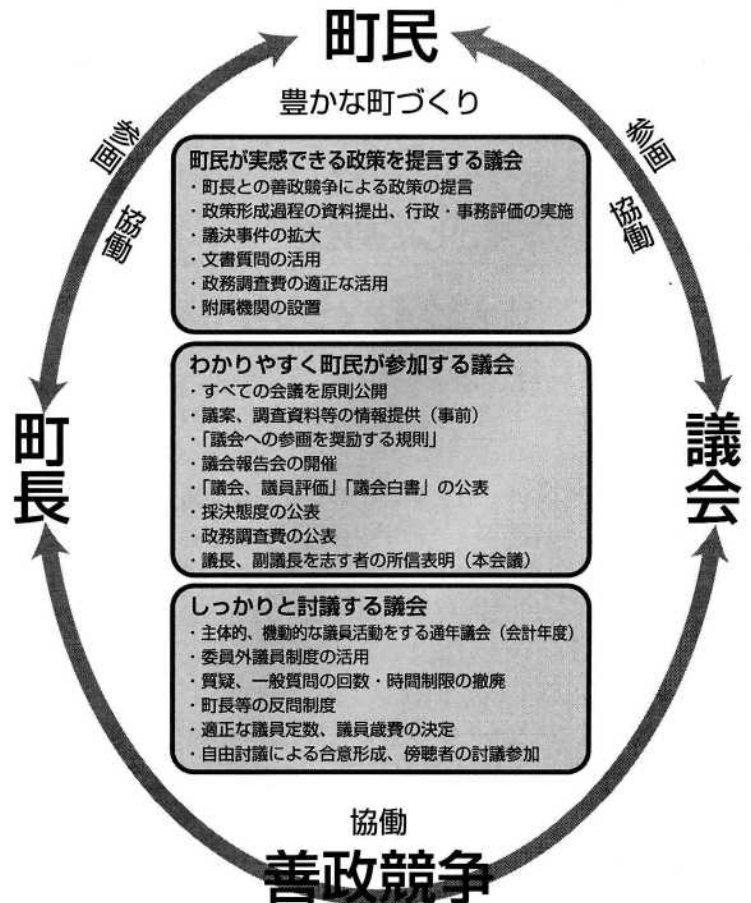 町民
豊かな町づくり
参画
協働
参画
協働
町民が実感できる政策を提言する議会
・町長との善政競争による政策の提言
・政策形成過程の資料提出、行政・事務評価の実施
・議決事件の拡大
・文書質問の活用
・政務調査費の適正な活用
・附属機関の設置
わかりやすく町民が参加する議会
・すべての会議を原則公開
・議案、調査資料等の情報提供（事前）
・「議会への参画を奨励する規則」
・議会報告会の開催
・「議会、議員評価」「議会白書」の公表
・採決態度の公表
・政務調査費の公表
・議長、副議長を志す者の所信表明（本会議）
町長
議会
しっかりと討議する議会
・主体的、機動的な議員活動をする通年議会（会計年度）
・委員外議員制度の活用
・質疑、一般質問の回数・時間制限の撤廃
・町長等の反問制度
・適正な議員定数、議員歳費の決定
・自由討議による合意形成、傍聴者の討議参加
協働
善政競争